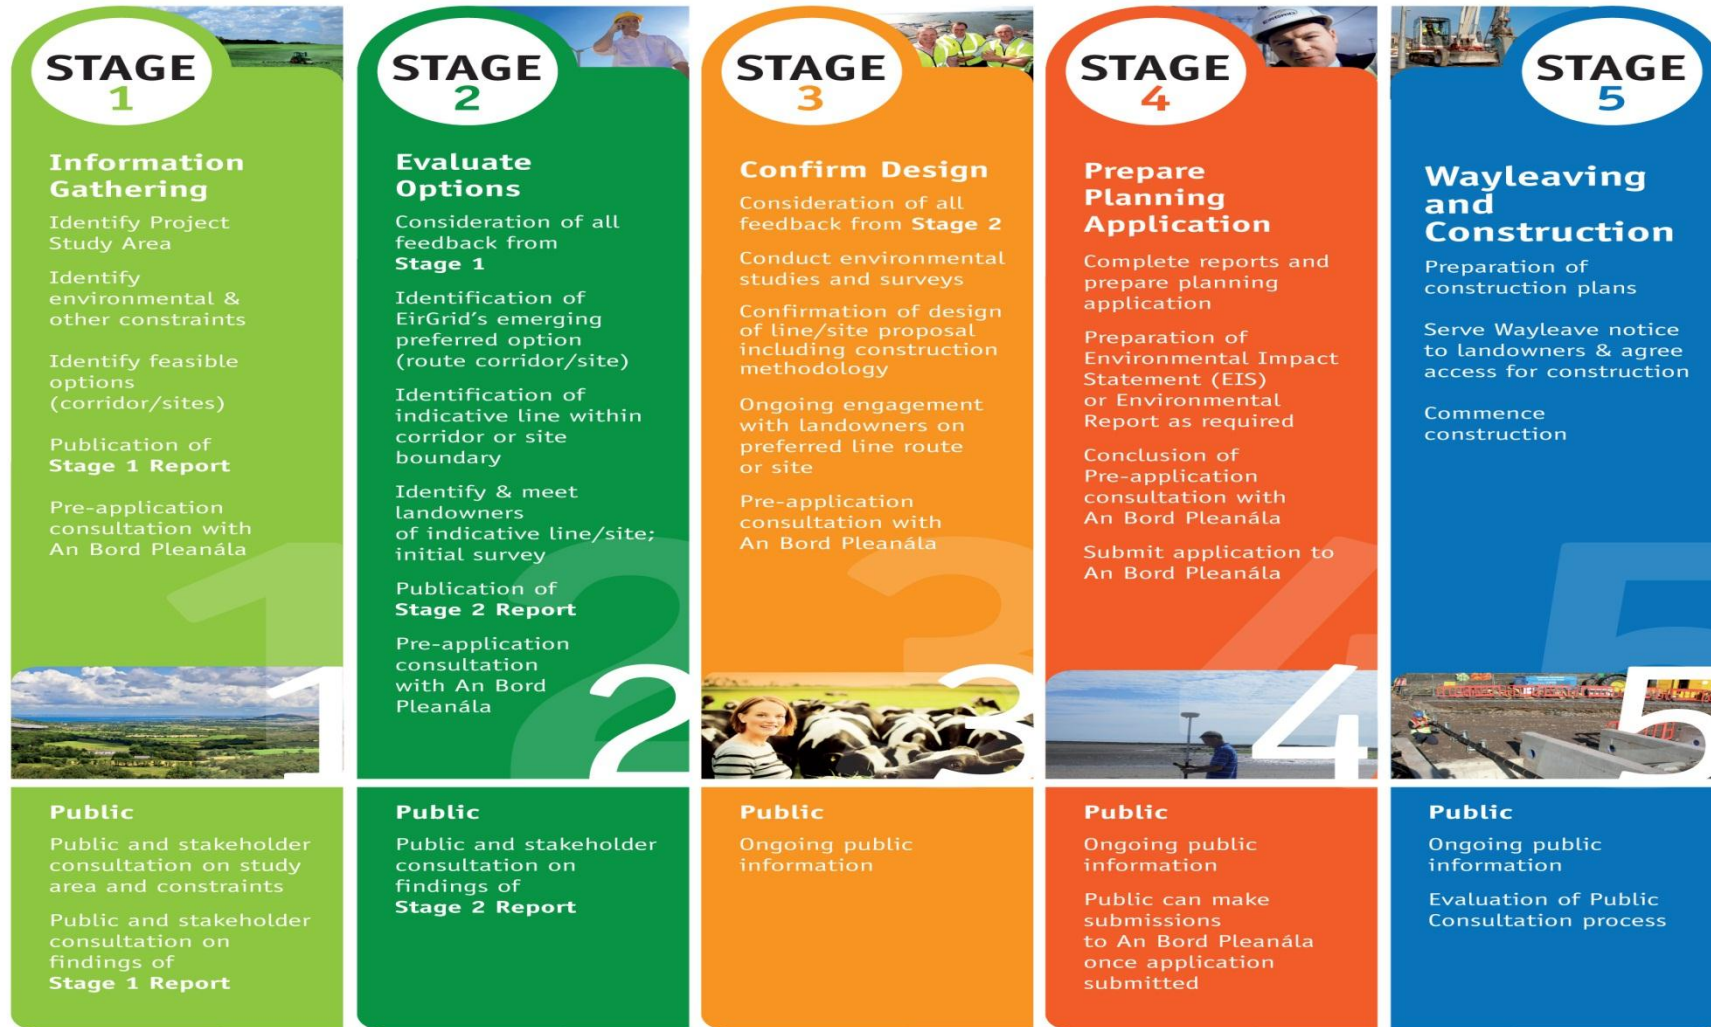 STAGE
1
Information
Gathering
Identify Project
Study Area
Identify
environmental &
other constraints
Identify feasible
options
(corridor/sites)
Publication of
Stage 1 Report
Pre-application
consultation with
An Bord Pleanála
1
Public
Public and stakeholder
consultation on study
area and constraints
Public and stakeholder
consultation on
findings of
Stage 1 Report
STAGE
2
Evaluate
Options
Consideration of all
feedback from
Stage 1
Identification of
EirGrid's emerging
preferred option
(route corridor/site)
Identification of
indicative line within
corridor or site
boundary
Identify & meet
landowners
of indicative line/site;
initial survey
Publication of
Stage 2 Report
Pre-application
consultation
with An Bord
Pleanála
2
Public
Public and stakeholder
consultation on
findings of
Stage 2 Report
STAGE
3
Confirm Design
Consideration of all
feedback from Stage 2
Conduct environmental
studies and surveys
Confirmation of design
of line/site proposal
including construction
methodology
Ongoing engagement
with landowners on
preferred line route
or site
Pre-application
consultation with
An Bord Pleanála
3
Public
Ongoing public
information
STAGE
4
Prepare
Planning
Application
Complete reports and
prepare planning
application
Preparation of
Environmental Impact
Statement (EIS)
or Environmental
Report as required
Conclusion of
Pre-application
consultation with
An Bord Pleanála
Submit application to
An Bord Pleanála
4
Public
Ongoing public
information
Public can make
submissions
to An Bord Pleanála
once application
submitted
STAGE
5
Wayleaving
and
Construction
Preparation of
construction plans
Serve Wayleave notice
to landowners & agree
access for construction
Commence
construction
5
Public
Ongoing public
information
Evaluation of Public
Consultation process